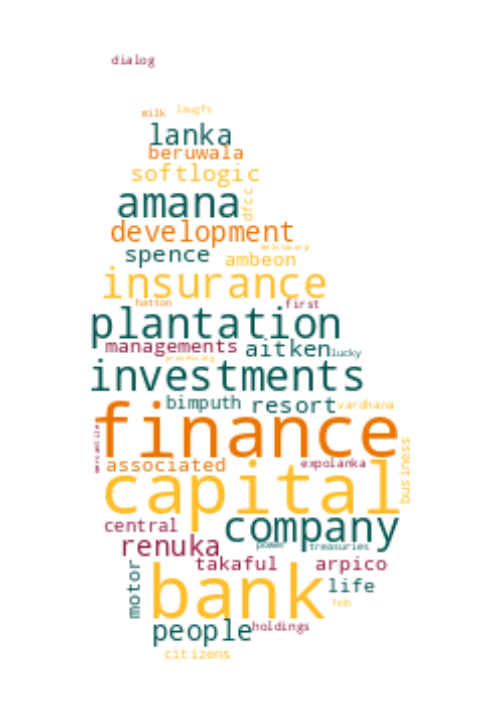 dialog
milk laugfs
lanka
beruwala
softlogic
amana dfcc
development
spence ambeon
insurance
hatton first
plantation
managements aitken lucky
processing
investments
bimputh resort vardhana
finance
mercantile
associated expolanka
capital business
central company
renuka power treasuries
takaful arpico
motor bank life
hnb
people holdings
citizens